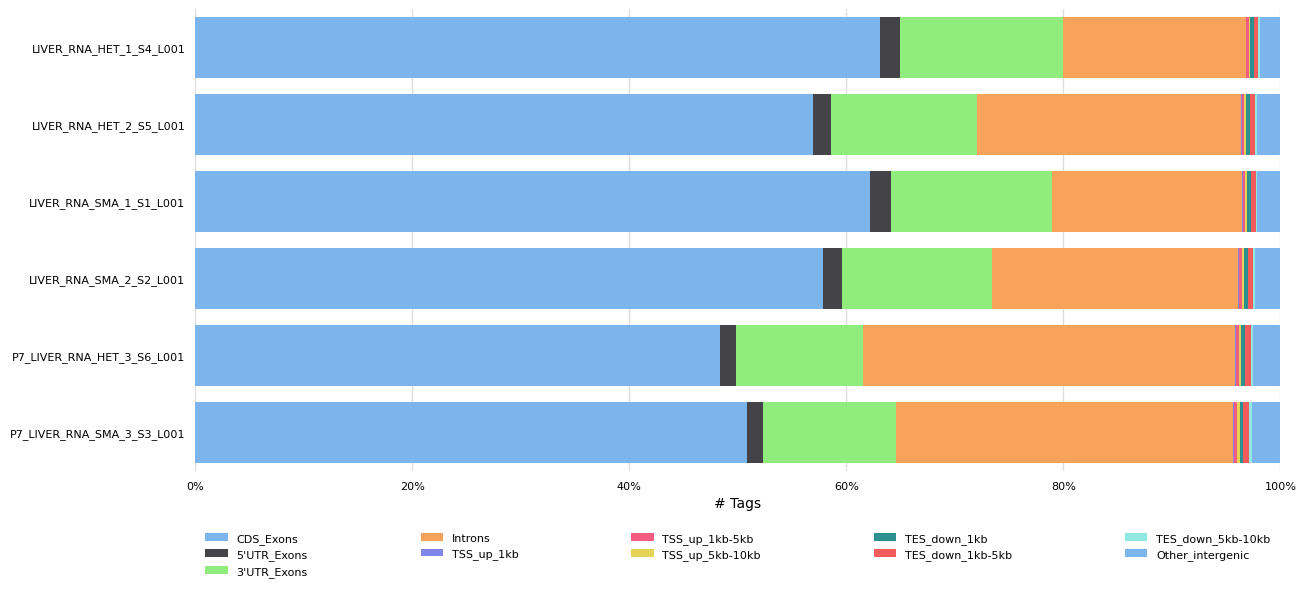 LIVER_RNA_HET_1_S4_L001
LIVER_RNA_HET_2_S5_L001
LIVER_RNA_SMA_1_S1_L001
LIVER_RNA_SMA_2_S2_L001
P7_LIVER_RNA_HET_3_S6_L001
P7_LIVER_RNA_SMA_3_S3_L001
0% 20% 40% 60% 80% 100%
# Tags
CDS_Exons Introns TSS_up_1kb-5kb TES_down_1kb TES_down_5kb-10kb
5'UTR_Exons TSS_up_1kb TSS_up_5kb-10kb TES_down_1kb-5kb Other_intergenic
3'UTR_Exons